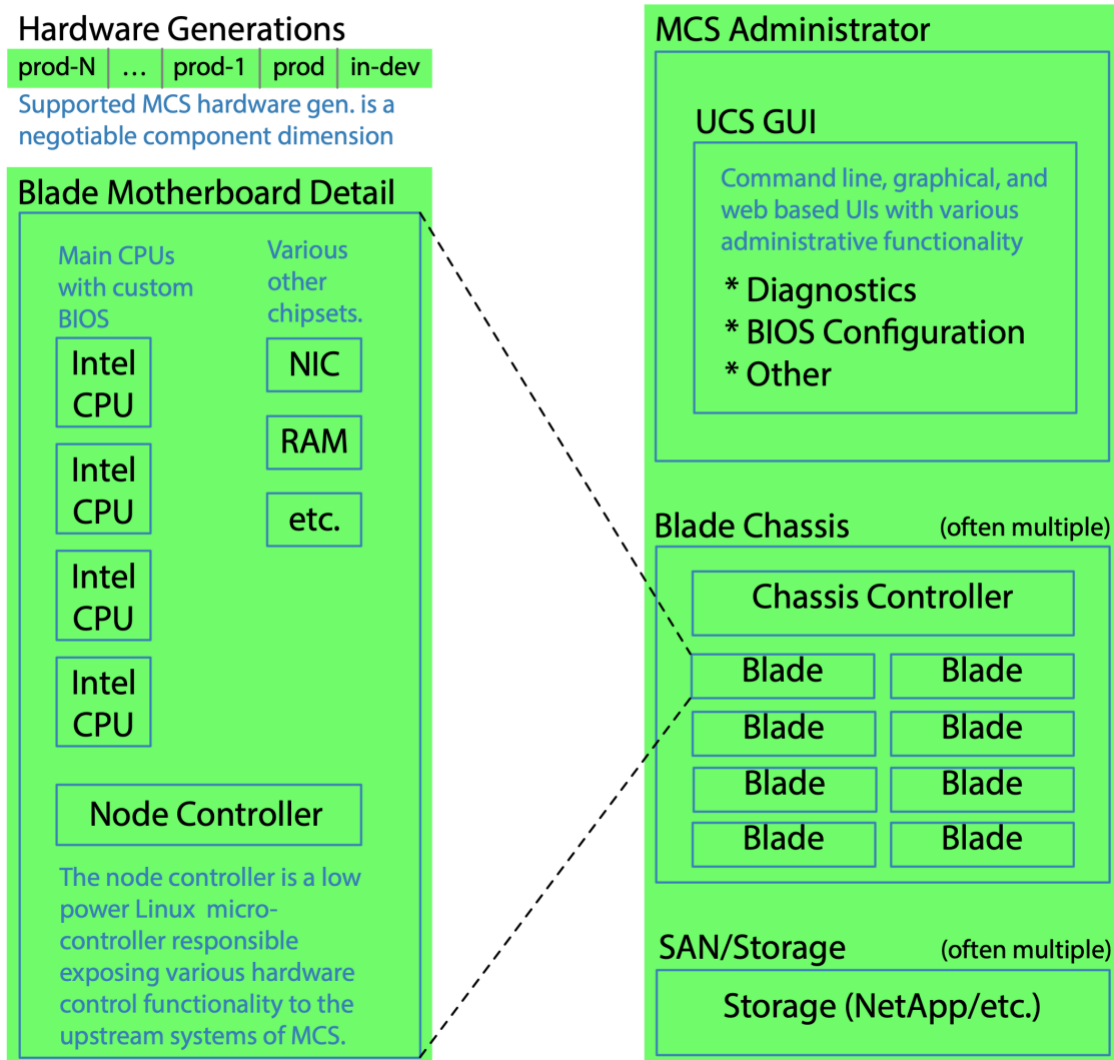 Hardware Generations
prod-N … prod-1 prod in-dev
Supported MCS hardware gen. is a
negotiable component dimension
Blade Motherboard Detail
Main CPUs
with custom
BIOS
Intel
CPU
Intel
CPU
Intel
CPU
Intel
CPU
Various
other
chipsets.
NIC
RAM
etc.
Node Controller
The node controller is a low
power Linux micro-
controller responsible
exposing various hardware
control functionality to the
upstream systems of MCS.
MCS Administrator
UCS GUI
Command line, graphical, and
web based UIs with various
administrative functionality
* Diagnostics
* BIOS Configuration
* Other
Blade Chassis (often multiple)
Chassis Controller
Blade Blade
Blade Blade
Blade Blade
Blade Blade
SAN/Storage (often multiple)
Storage (NetApp/etc.)